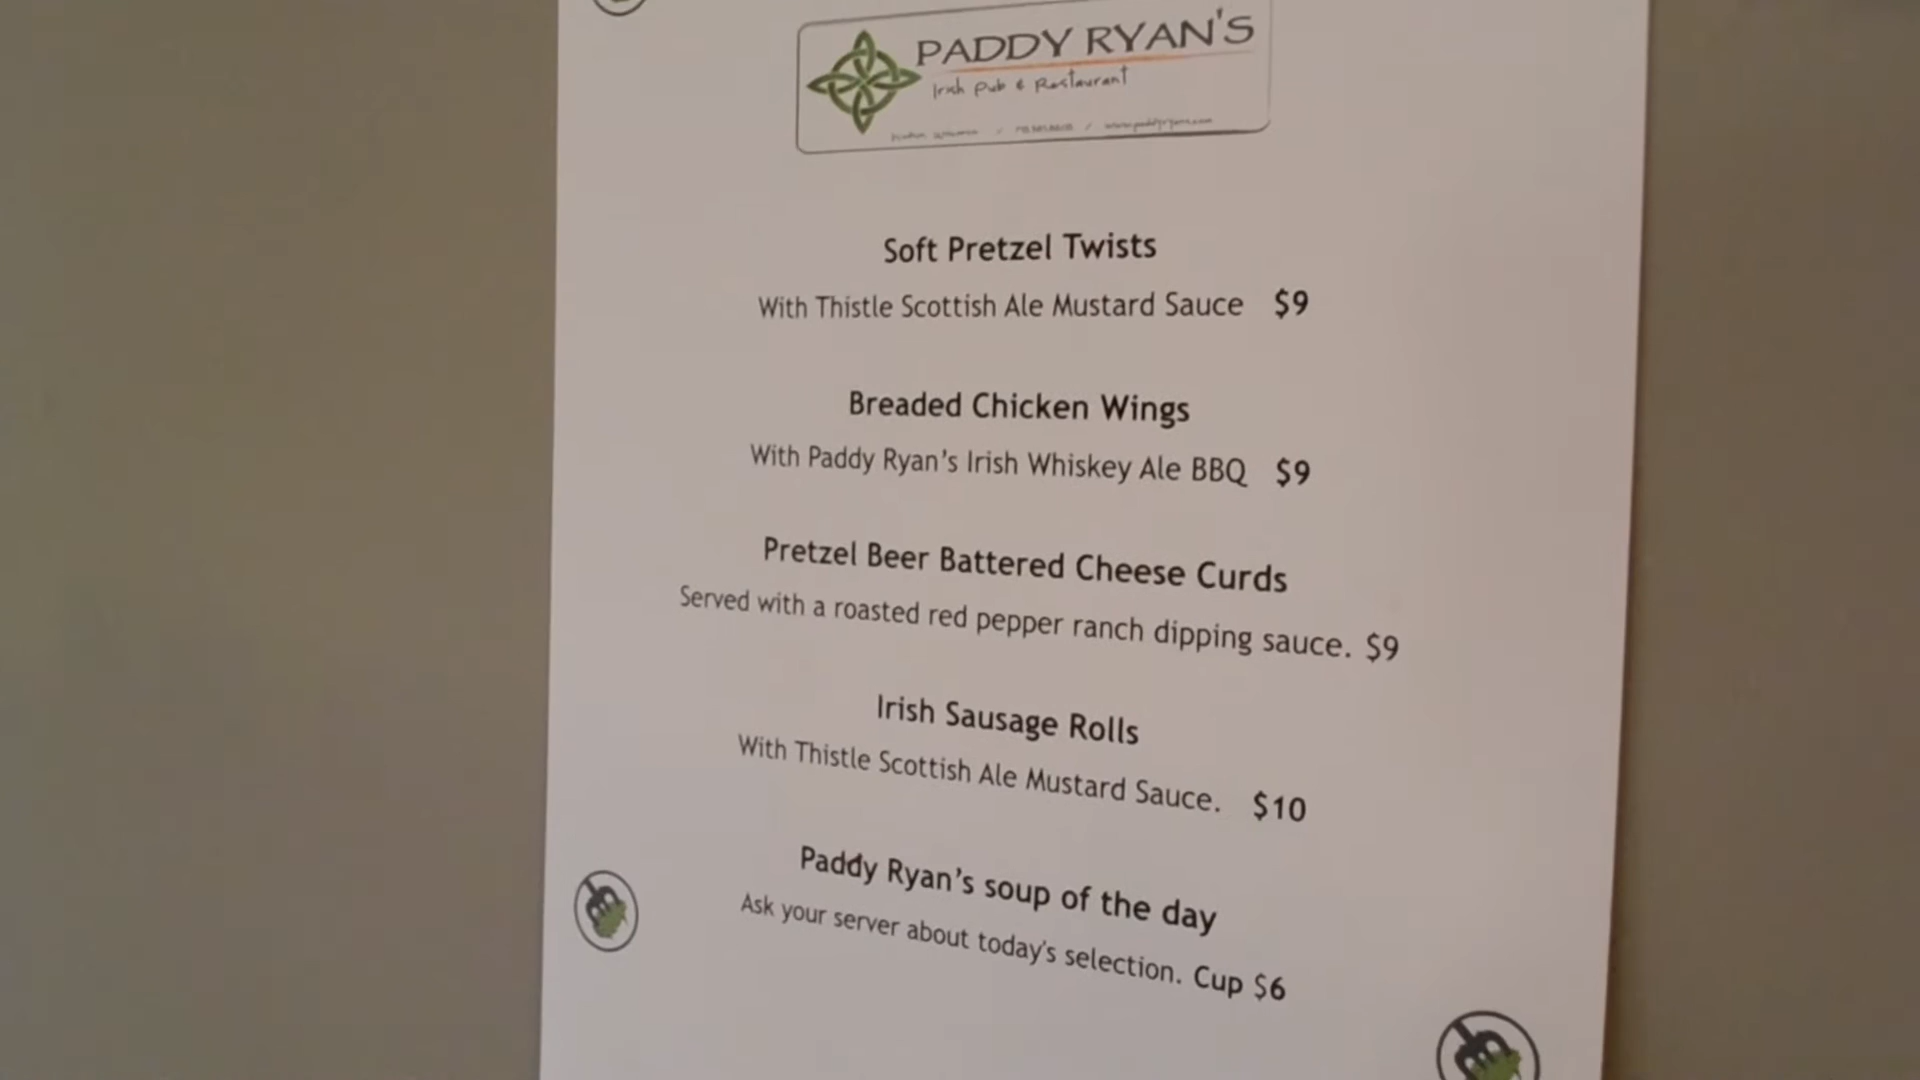 PADDY RYAN'S
Irish Pub & Restaurant
Soft Pretzel Twists
With Thistle Scottish Ale Mustard Sauce $9
Breaded Chicken Wings
With Paddy Ryan's Irish Whiskey Ale BBQ $9
Pretzel Beer Battered Cheese Curds
Served with a roasted red pepper ranch dipping sauce. $9
Irish Sausage Rolls
With Thistle Scottish Ale Mustard Sauce. $10
Paddy Ryan's soup of the day
Ask your server about today's selection. Cup $6